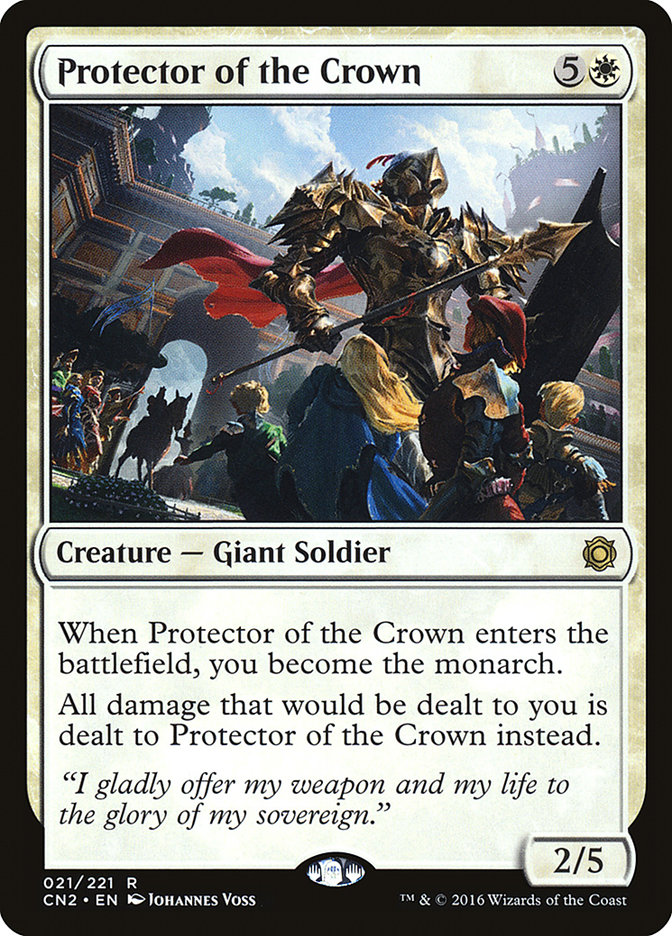 Protector of the Crown
5
Creature — Giant Soldier
When Protector of the Crown enters the
battlefield, you become the monarch.
All damage that would be dealt to you is
dealt to Protector of the Crown instead.
“I gladly offer my weapon and my life to
the glory of my sovereign.”
2/5
021/221 R
CN2 • EN Johannes Voss
™ & © 2016 Wizards of the Coast